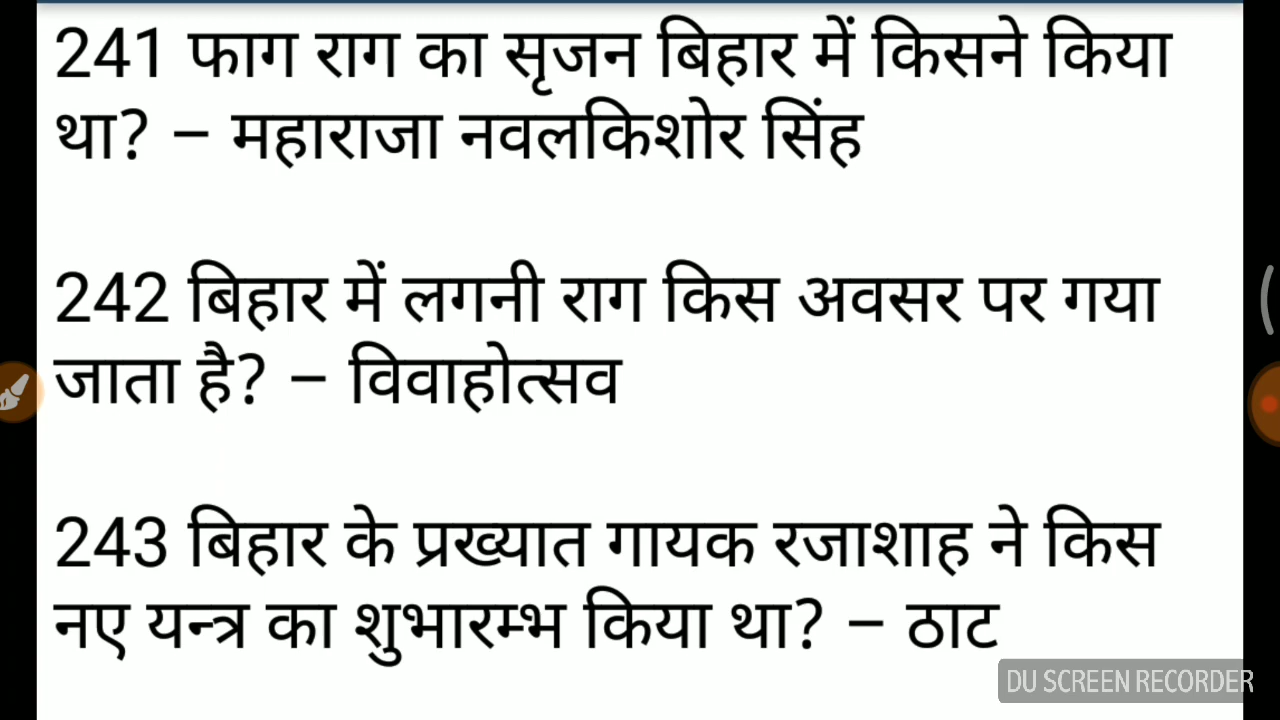 241 फाग राग का सृजन बिहार में किसने किया
था? – महाराजा नवलकिशोर सिंह
242 बिहार में लगनी राग किस अवसर पर गया
जाता है? – विवाहोत्सव
243 बिहार के प्रख्यात गायक रजाशाह ने किस
नए यन्त्र का शुभारम्भ किया था? – ठाट
DU SCREEN RECORDER